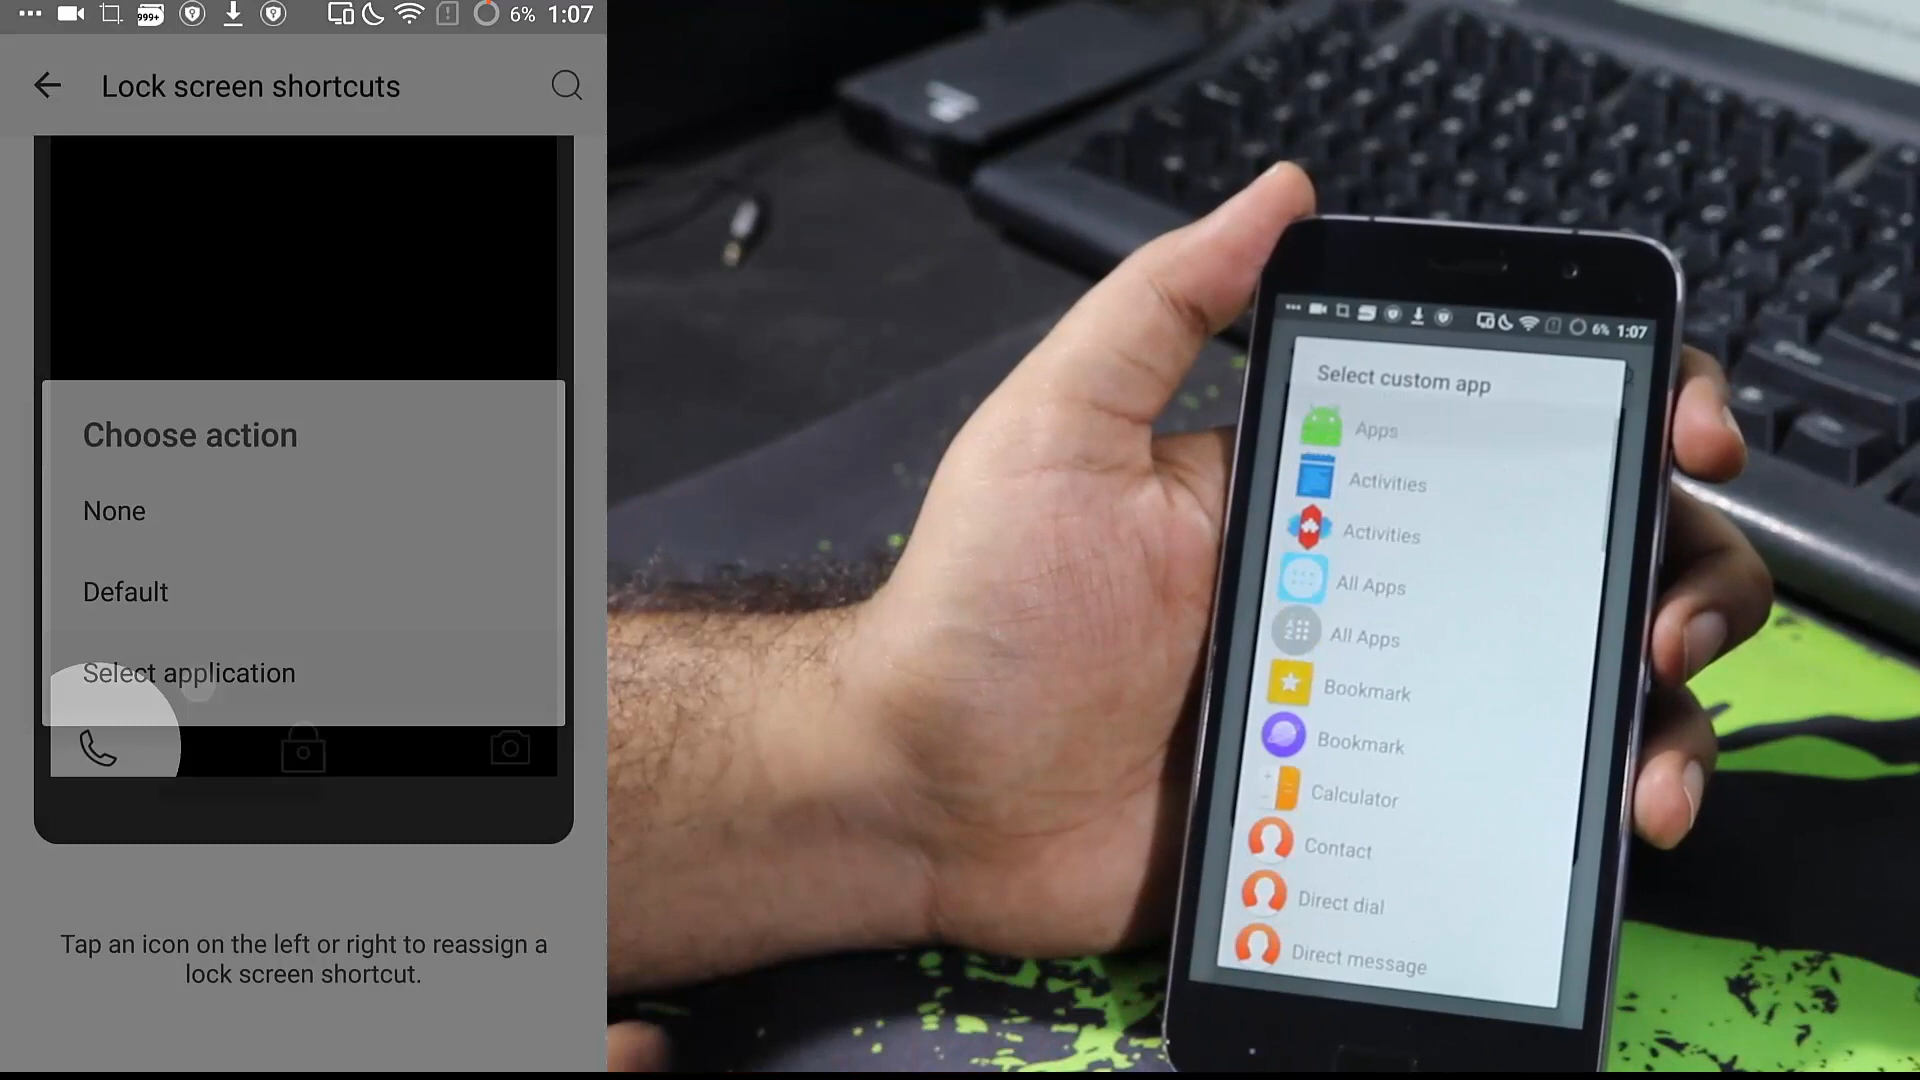 999+
6% 1:07
Lock screen shortcuts
Choose action
None
Default
Select application
Tap an icon on the left or right to reassign a
lock screen shortcut.
6% 1:07
Select custom app
Apps
Activities
Activities
All Apps
All Apps
Bookmark
Bookmark
Calculator
Contact
Direct dial
Direct message